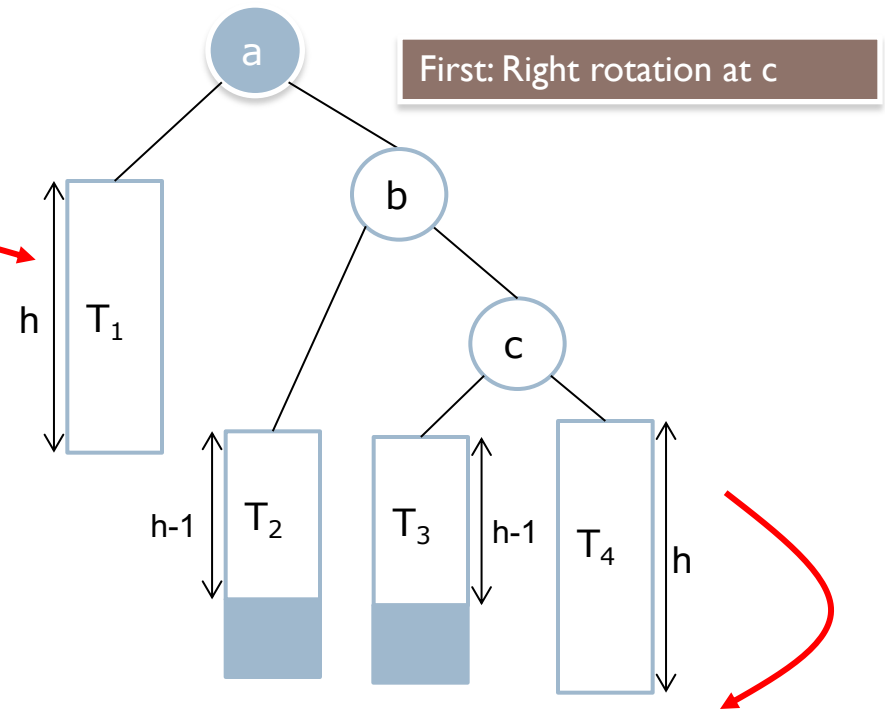 a
First: Right rotation at c
b
h
T₁
c
h-1
T₂
T₃
h-1
T₄
h